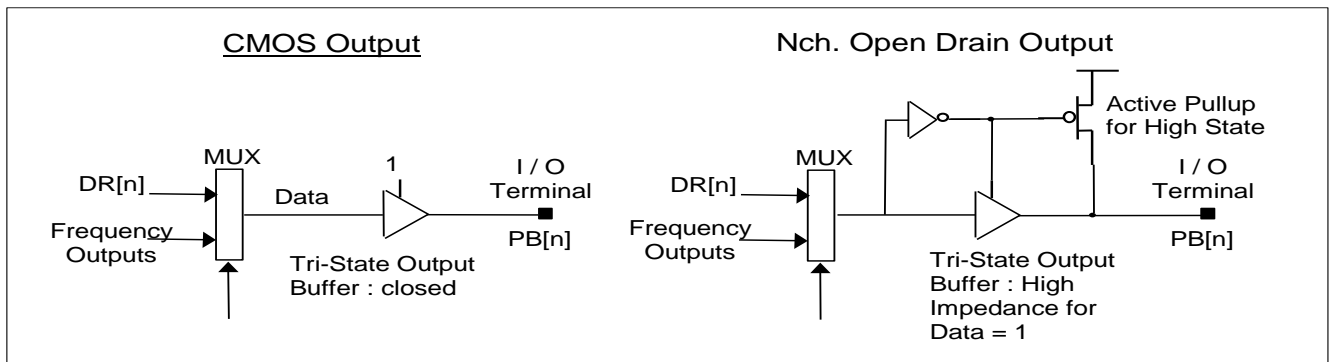 CMOS Output
MUX
DR[n]
Frequency
Outputs
Data
1
I / O
Terminal
PB[n]
Tri-State Output
Buffer : closed
Nch. Open Drain Output
MUX
DR[n]
Frequency
Outputs
Active Pullup
for High State
I / O
Terminal
PB[n]
Tri-State Output
Buffer : High
Impedance for
Data = 1